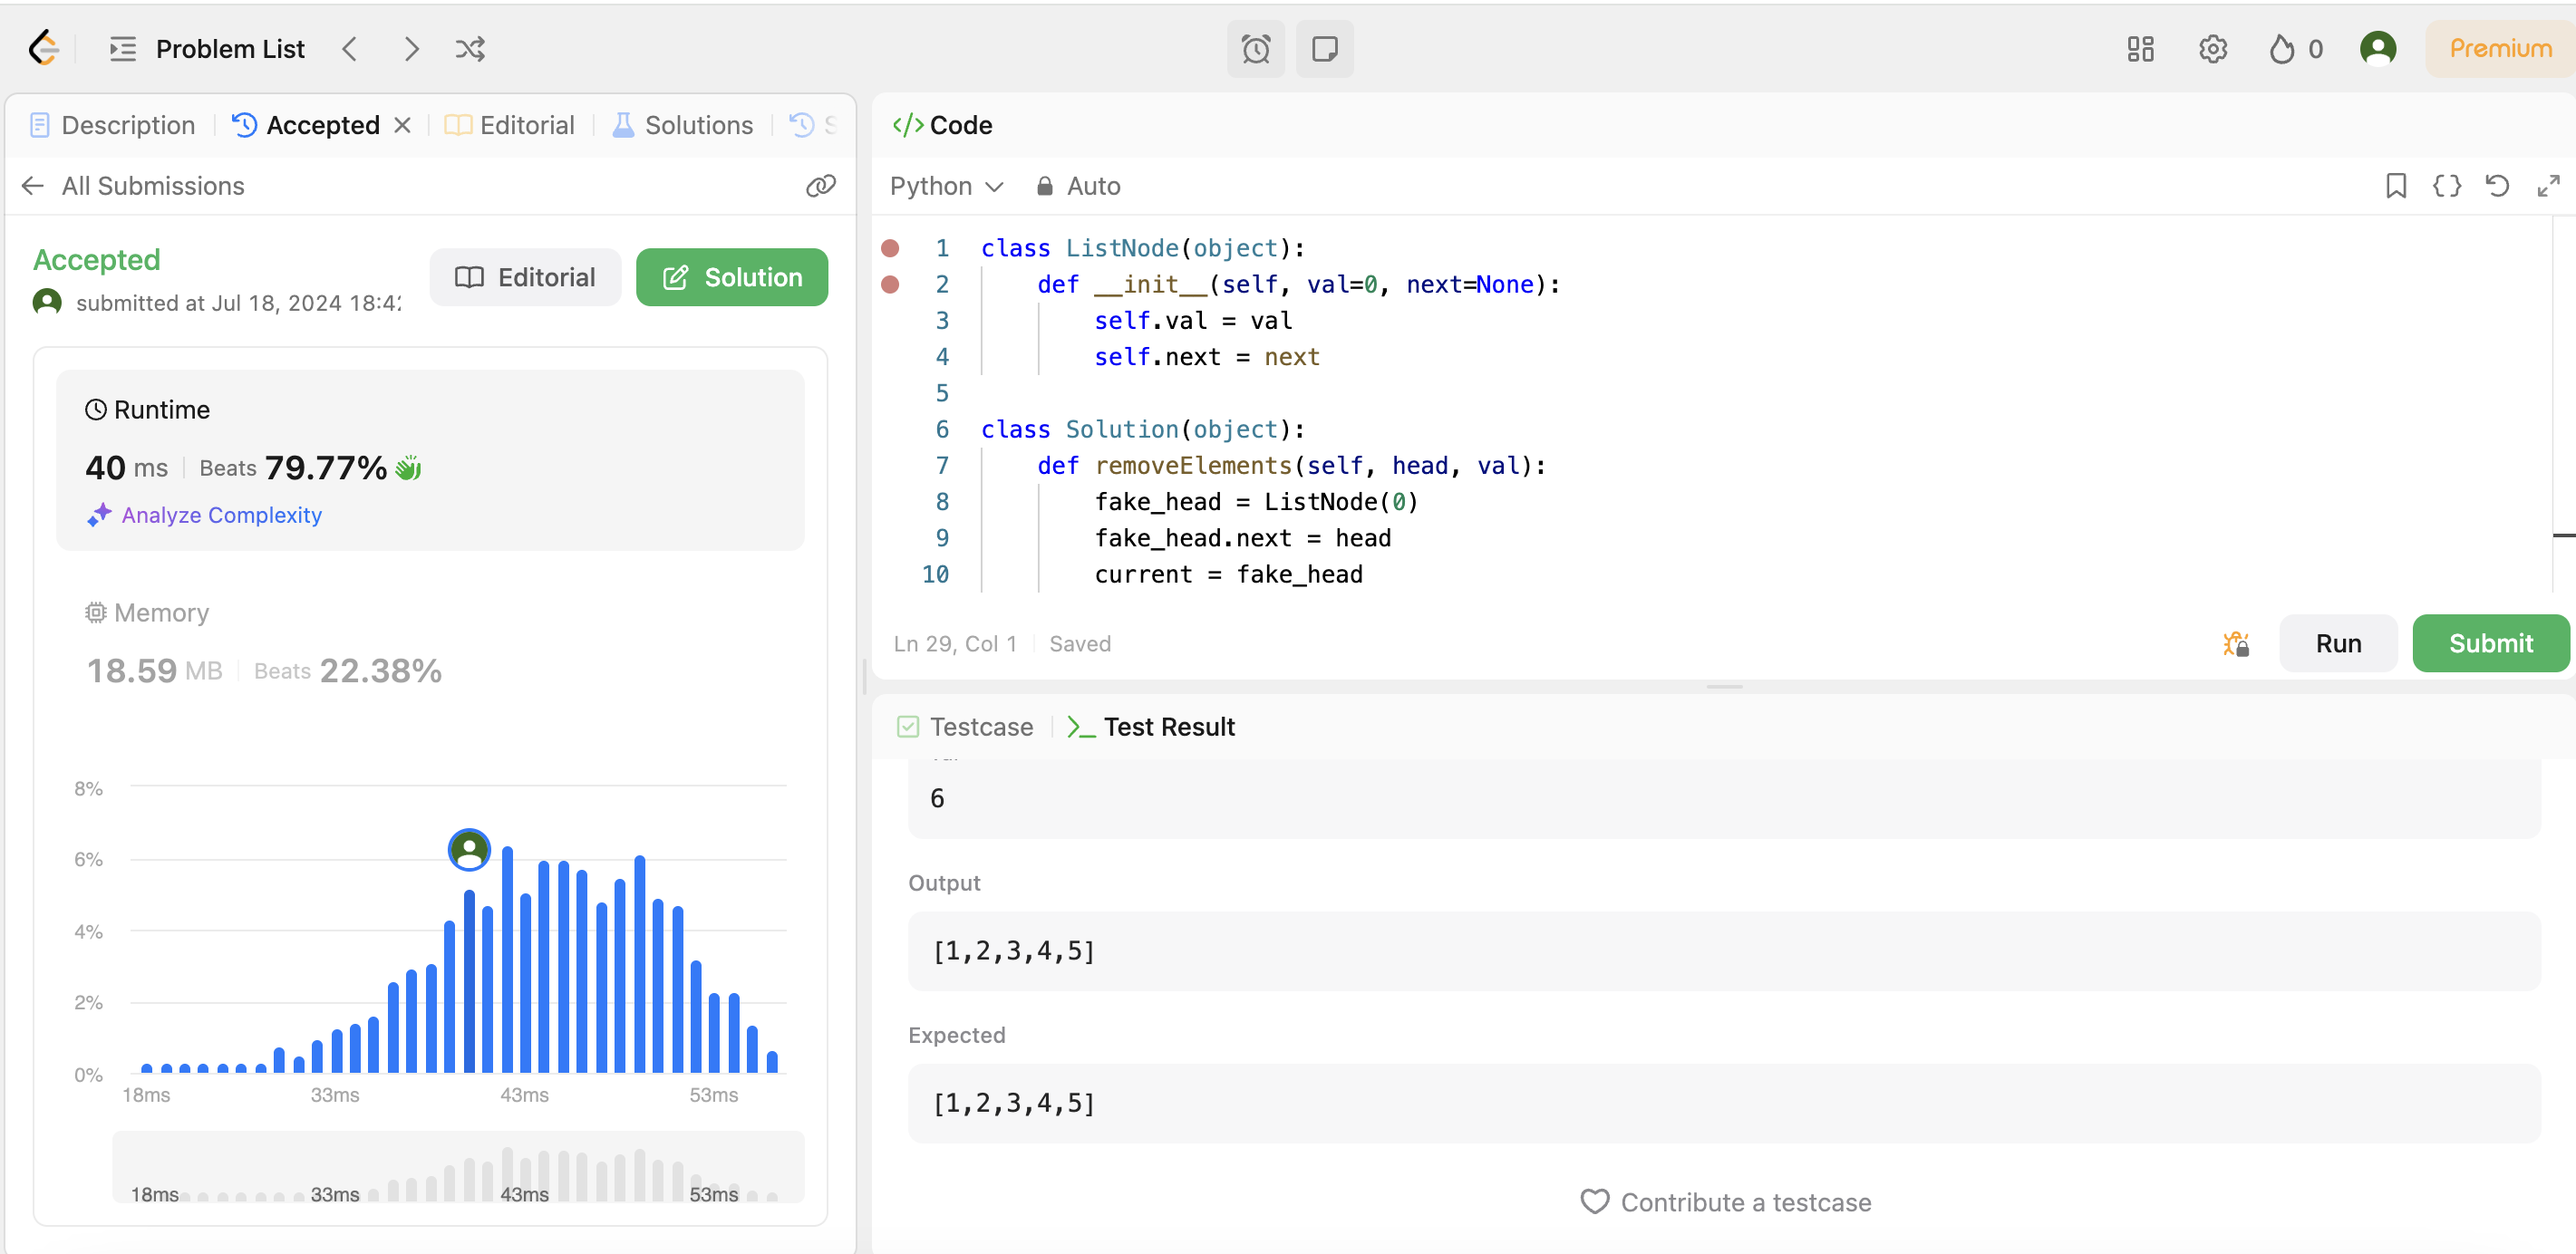 Problem List
0
Premium
Description
Accepted
Editorial
Solutions
All Submissions
Accepted
submitted at Jul 18, 2024 18:4
Editorial
Solution
Runtime
40 ms
Beats 79.77%
Analyze Complexity
Memory
18.59 MB
Beats 22.38%
8%
6%
4%
2%
0%
18ms 33ms 43ms 53ms
18ms 33ms 43ms 53ms
</> Code
Python
Auto
1 class ListNode(object):
2 def __init__(self, val=0, next=None):
3 self.val = val
4 self.next = next
5
6 class Solution(object):
7 def removeElements(self, head, val):
8 fake_head = ListNode(0)
9 fake_head.next = head
10 current = fake_head
Ln 29, Col 1
Saved
Run
Submit
Testcase
Test Result
6
Output
[1,2,3,4,5]
Expected
[1,2,3,4,5]
Contribute a testcase